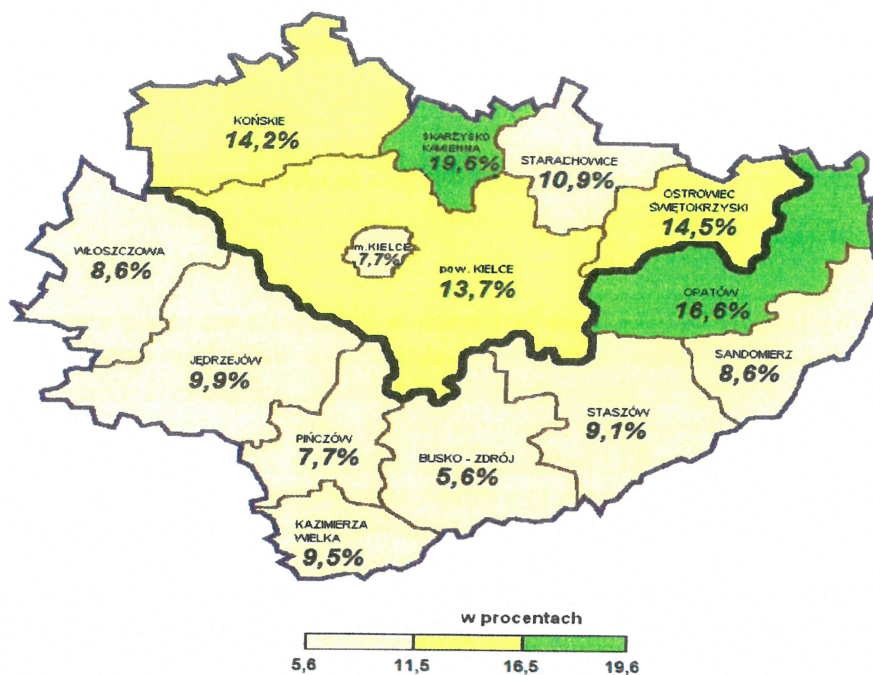 KOŃSKIE
14,2%
SKARŻYSKO
KAMIENNA
19,6%
STARACHOWICE
10,9%
OSTROWIEC
ŚWIĘTOKRZYSKI
14,5%
WŁOSZCZOWA
8,6%
m.KIELCE
7,7%
pow. KIELCE
13,7%
OPATÓW
16,6%
SANDOMIERZ
8,6%
JĘDRZEJÓW
9,9%
STASZÓW
9,1%
PIŃCZÓW
7,7%
BUSKO - ZDRÓJ
5,6%
KAZIMIERZA
WIELKA
9,5%
w procentach
5,6 11,5 16,5 19,6